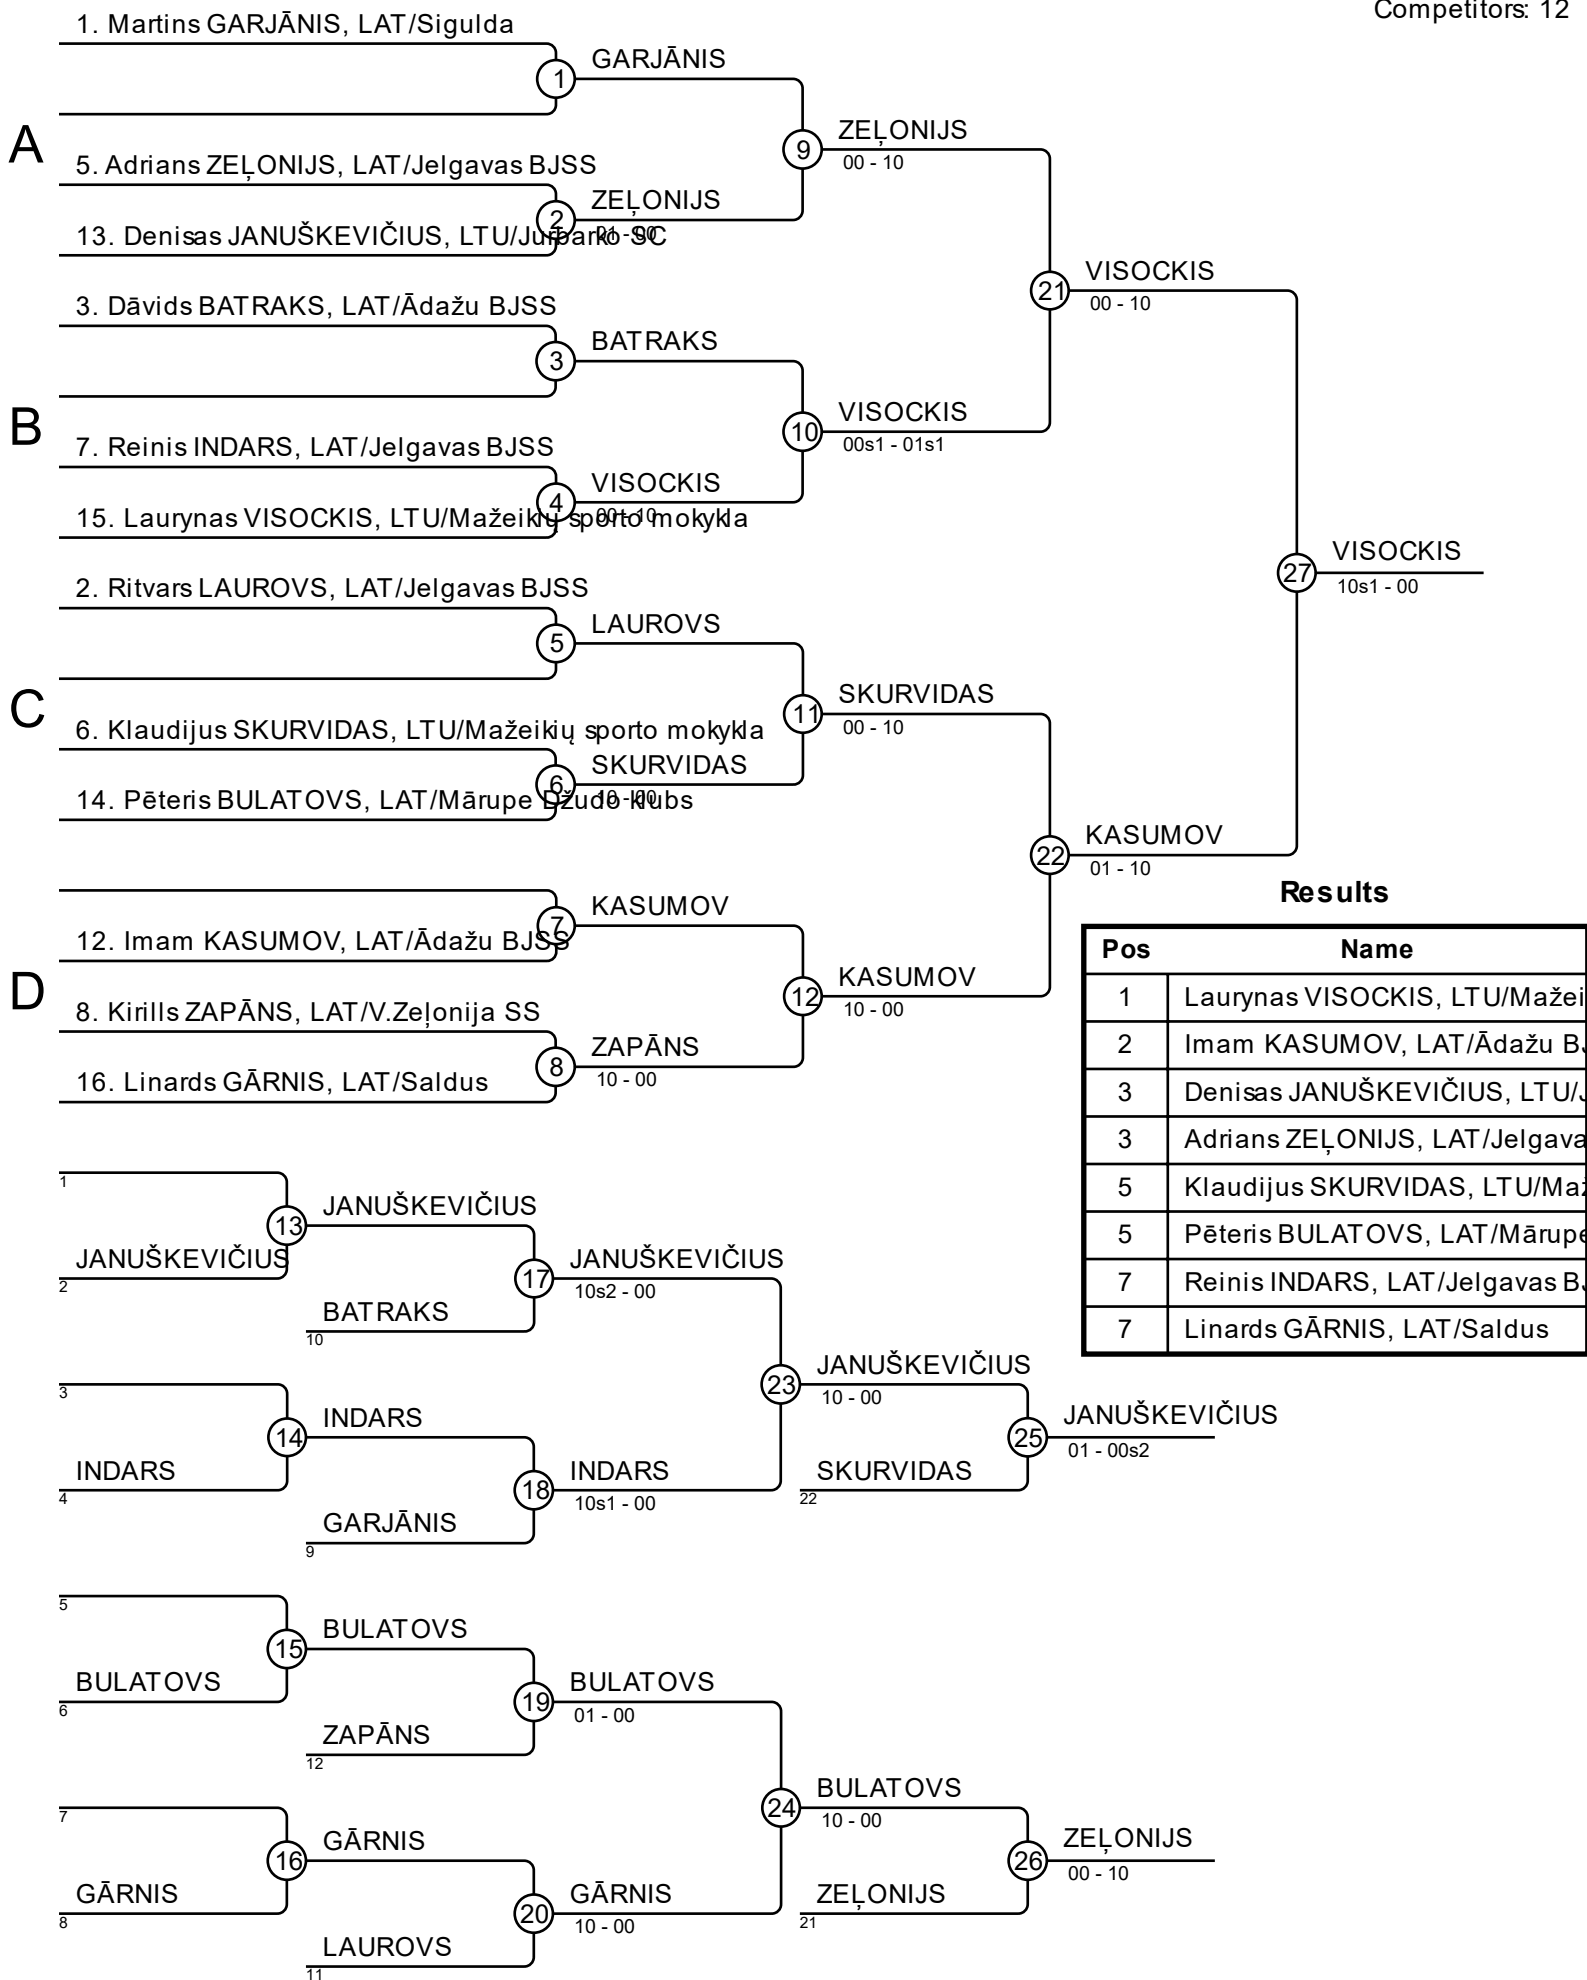 Competitors: 12
1. Martins GARJĀNIS, LAT/Sigulda
1
GARJĀNIS
A
5. Adrians ZEĻONIJS, LAT/Jelgavas BJSS
2
ZEĻONIJS
01 - 00
13. Denisas JANUŠKEVIČIUS, LTU/Jurbarko SC
9
ZEĻONIJS
00 - 10
3. Dāvids BATRAKS, LAT/Ādažu BJSS
3
BATRAKS
B
7. Reinis INDARS, LAT/Jelgavas BJSS
4
VISOCKIS
00 - 10
15. Laurynas VISOCKIS, LTU/Mažeikių sporto mokykla
10
VISOCKIS
00s1 - 01s1
21
VISOCKIS
00 - 10
2. Ritvars LAUROVS, LAT/Jelgavas BJSS
5
LAUROVS
C
6. Klaudijus SKURVIDAS, LTU/Mažeikių sporto mokykla
6
SKURVIDAS
10 - 00
14. Pēteris BULATOVS, LAT/Mārupe Džudo klubs
11
SKURVIDAS
00 - 10
7
KASUMOV
12. Imam KASUMOV, LAT/Ādažu BJSS
D
8. Kirills ZAPĀNS, LAT/V.Zeļonija SS
8
ZAPĀNS
10 - 00
16. Linards GĀRNIS, LAT/Saldus
12
KASUMOV
10 - 00
22
KASUMOV
01 - 10
27
VISOCKIS
10s1 - 00
Results
Pos Name
1 Laurynas VISOCKIS, LTU/Mažei
2 Imam KASUMOV, LAT/Ādažu BJ
3 Denisas JANUŠKEVIČIUS, LTU/J
3 Adrians ZEĻONIJS, LAT/Jelgava
5 Klaudijus SKURVIDAS, LTU/Maž
5 Pēteris BULATOVS, LAT/Mārupe
7 Reinis INDARS, LAT/Jelgavas BJ
7 Linards GĀRNIS, LAT/Saldus
1
13
JANUŠKEVIČIUS
JANUŠKEVIČIUS
2
17
JANUŠKEVIČIUS
10s2 - 00
BATRAKS
10
3
14
INDARS
INDARS
4
18
INDARS
10s1 - 00
GARJĀNIS
9
23
JANUŠKEVIČIUS
10 - 00
SKURVIDAS
22
25
JANUŠKEVIČIUS
01 - 00s2
5
15
BULATOVS
BULATOVS
6
19
BULATOVS
01 - 00
ZAPĀNS
12
7
16
GĀRNIS
GĀRNIS
8
20
GĀRNIS
10 - 00
LAUROVS
11
24
BULATOVS
10 - 00
ZEĻONIJS
21
26
ZEĻONIJS
00 - 10